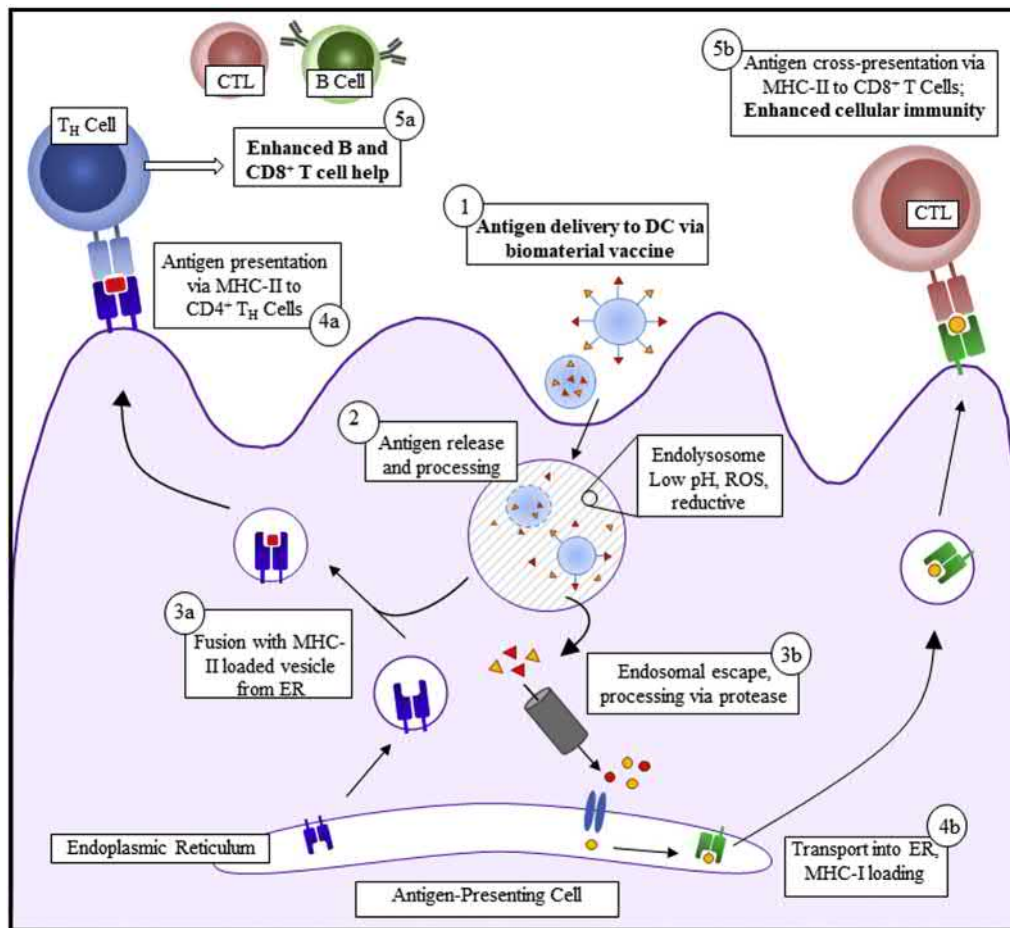 CTL
B Cell
T_H Cell
5a
Enhanced B and
CD8⁺ T cell help
5b
Antigen cross-presentation via
MHC-II to CD8⁺ T Cells;
Enhanced cellular immunity
CTL
1
Antigen delivery to DC via
biomaterial vaccine
Antigen presentation
via MHC-II to
CD4⁺ T_H Cells
4a
2
Antigen release
and processing
Endolysosome
Low pH, ROS,
reductive
3a
Fusion with MHC-
II loaded vesicle
from ER
3b
Endosomal escape,
processing via protease
Endoplasmic Reticulum
4b
Transport into ER,
MHC-I loading
Antigen-Presenting Cell